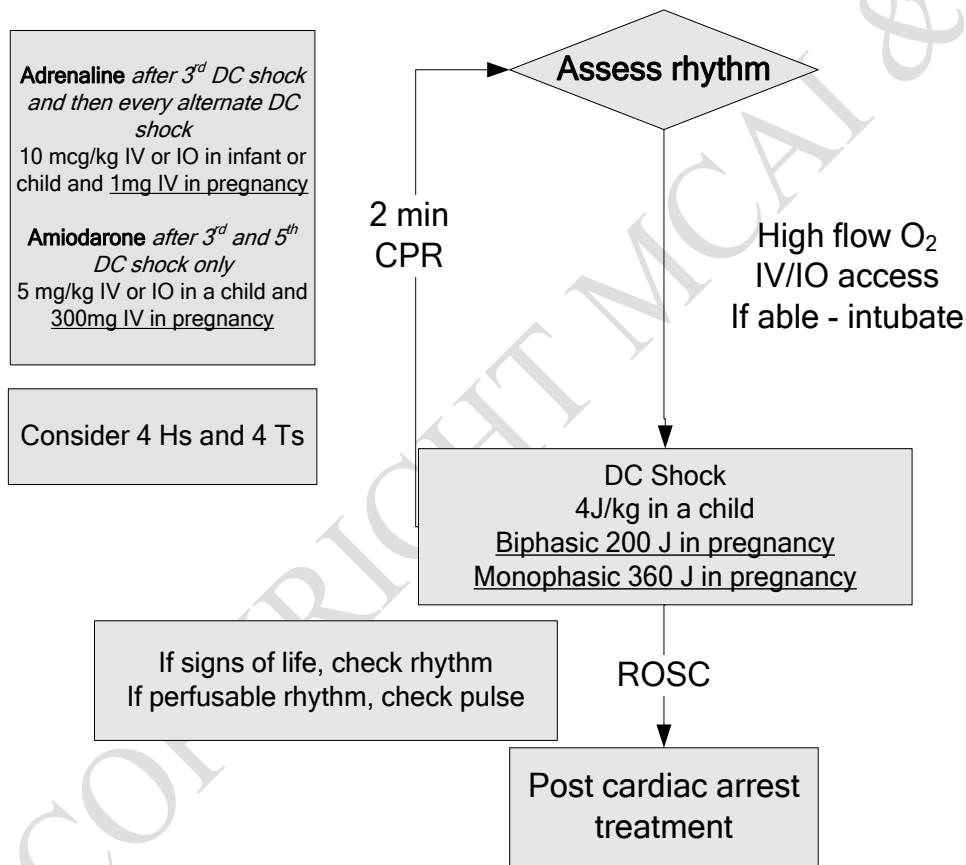 Adrenaline after 3rd DC shock
and then every alternate DC
shock
10 mcg/kg IV or IO in infant or
child and 1mg IV in pregnancy
Amiodarone after 3rd and 5th
DC shock only
5 mg/kg IV or IO in a child and
300mg IV in pregnancy
Consider 4 Hs and 4 Ts
Assess rhythm
2 min
CPR
High flow O2
IV/IO access
If able - intubate
DC Shock
4J/kg in a child
Biphasic 200 J in pregnancy
Monophasic 360 J in pregnancy
If signs of life, check rhythm
If perfusable rhythm, check pulse
ROSC
Post cardiac arrest
treatment
COPYRIGHT MCAI &